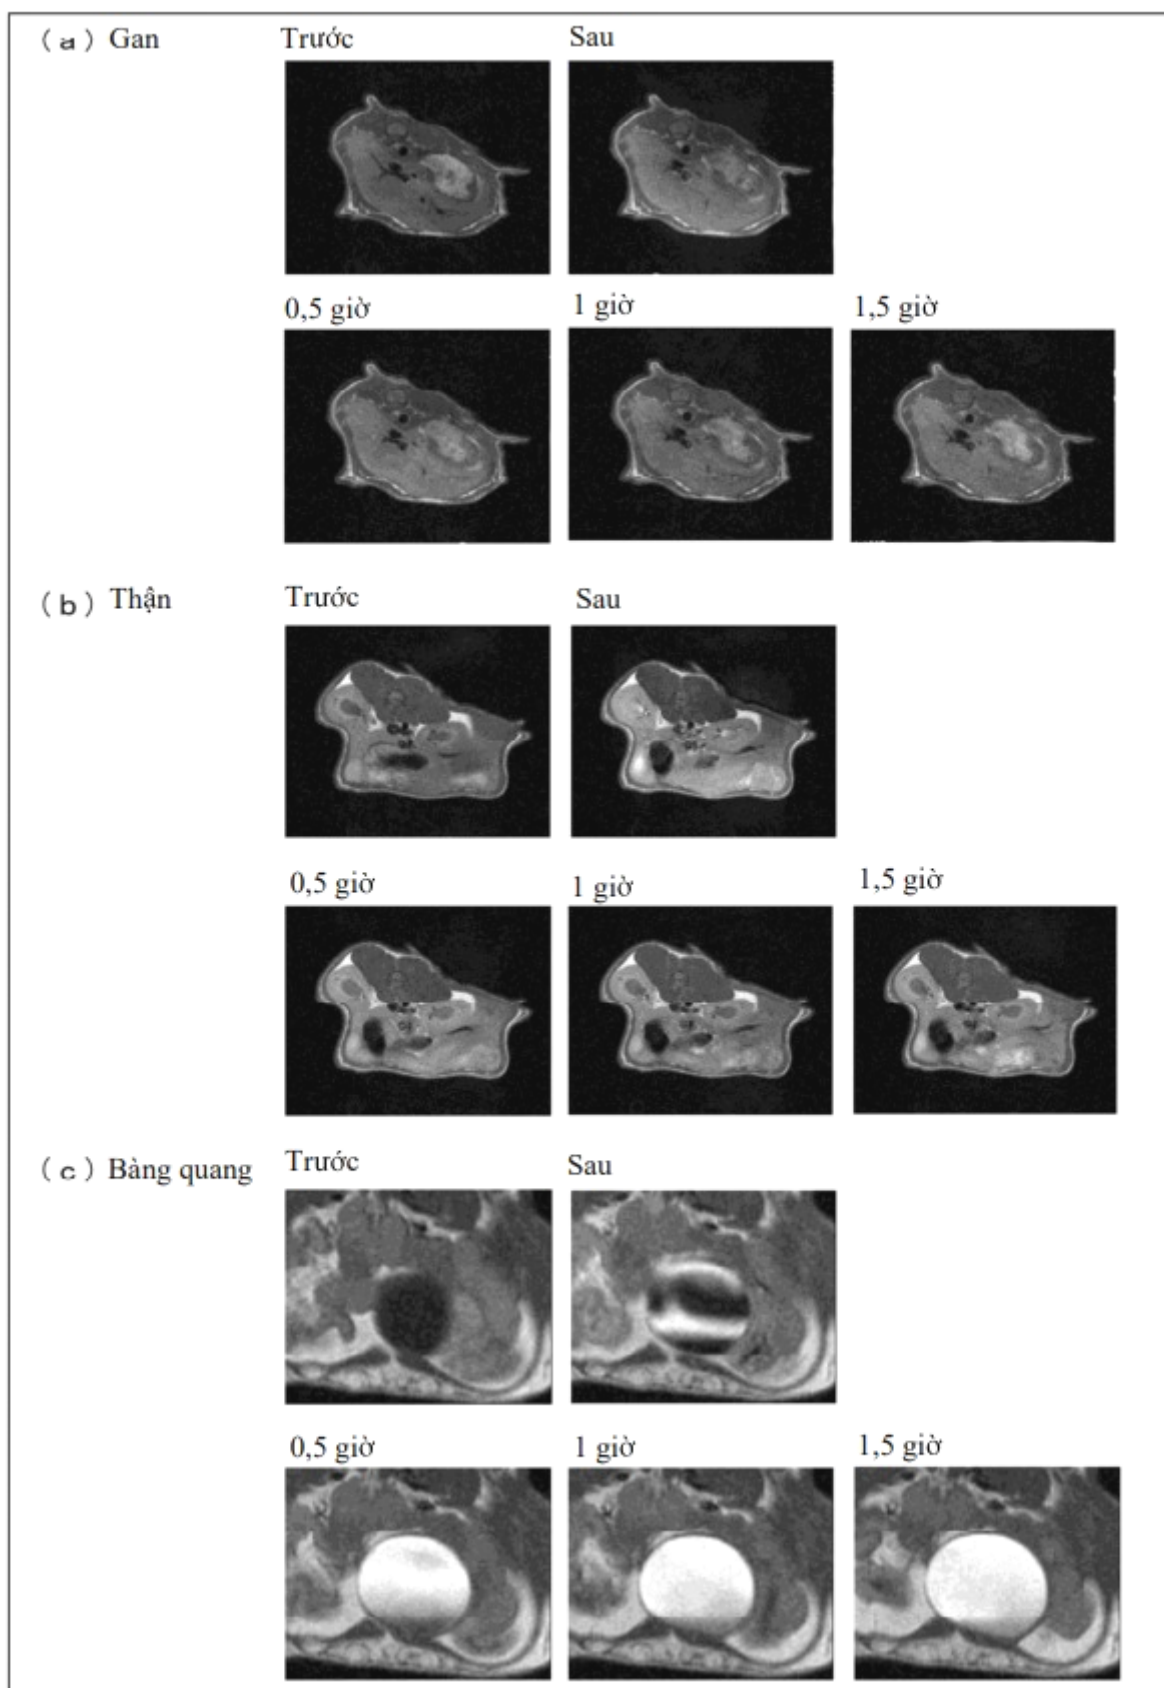 (a) Gan Trước Sau
0,5 giờ 1 giờ 1,5 giờ
(b) Thận Trước Sau
0,5 giờ 1 giờ 1,5 giờ
(c) Bàng quang Trước Sau
0,5 giờ 1 giờ 1,5 giờ